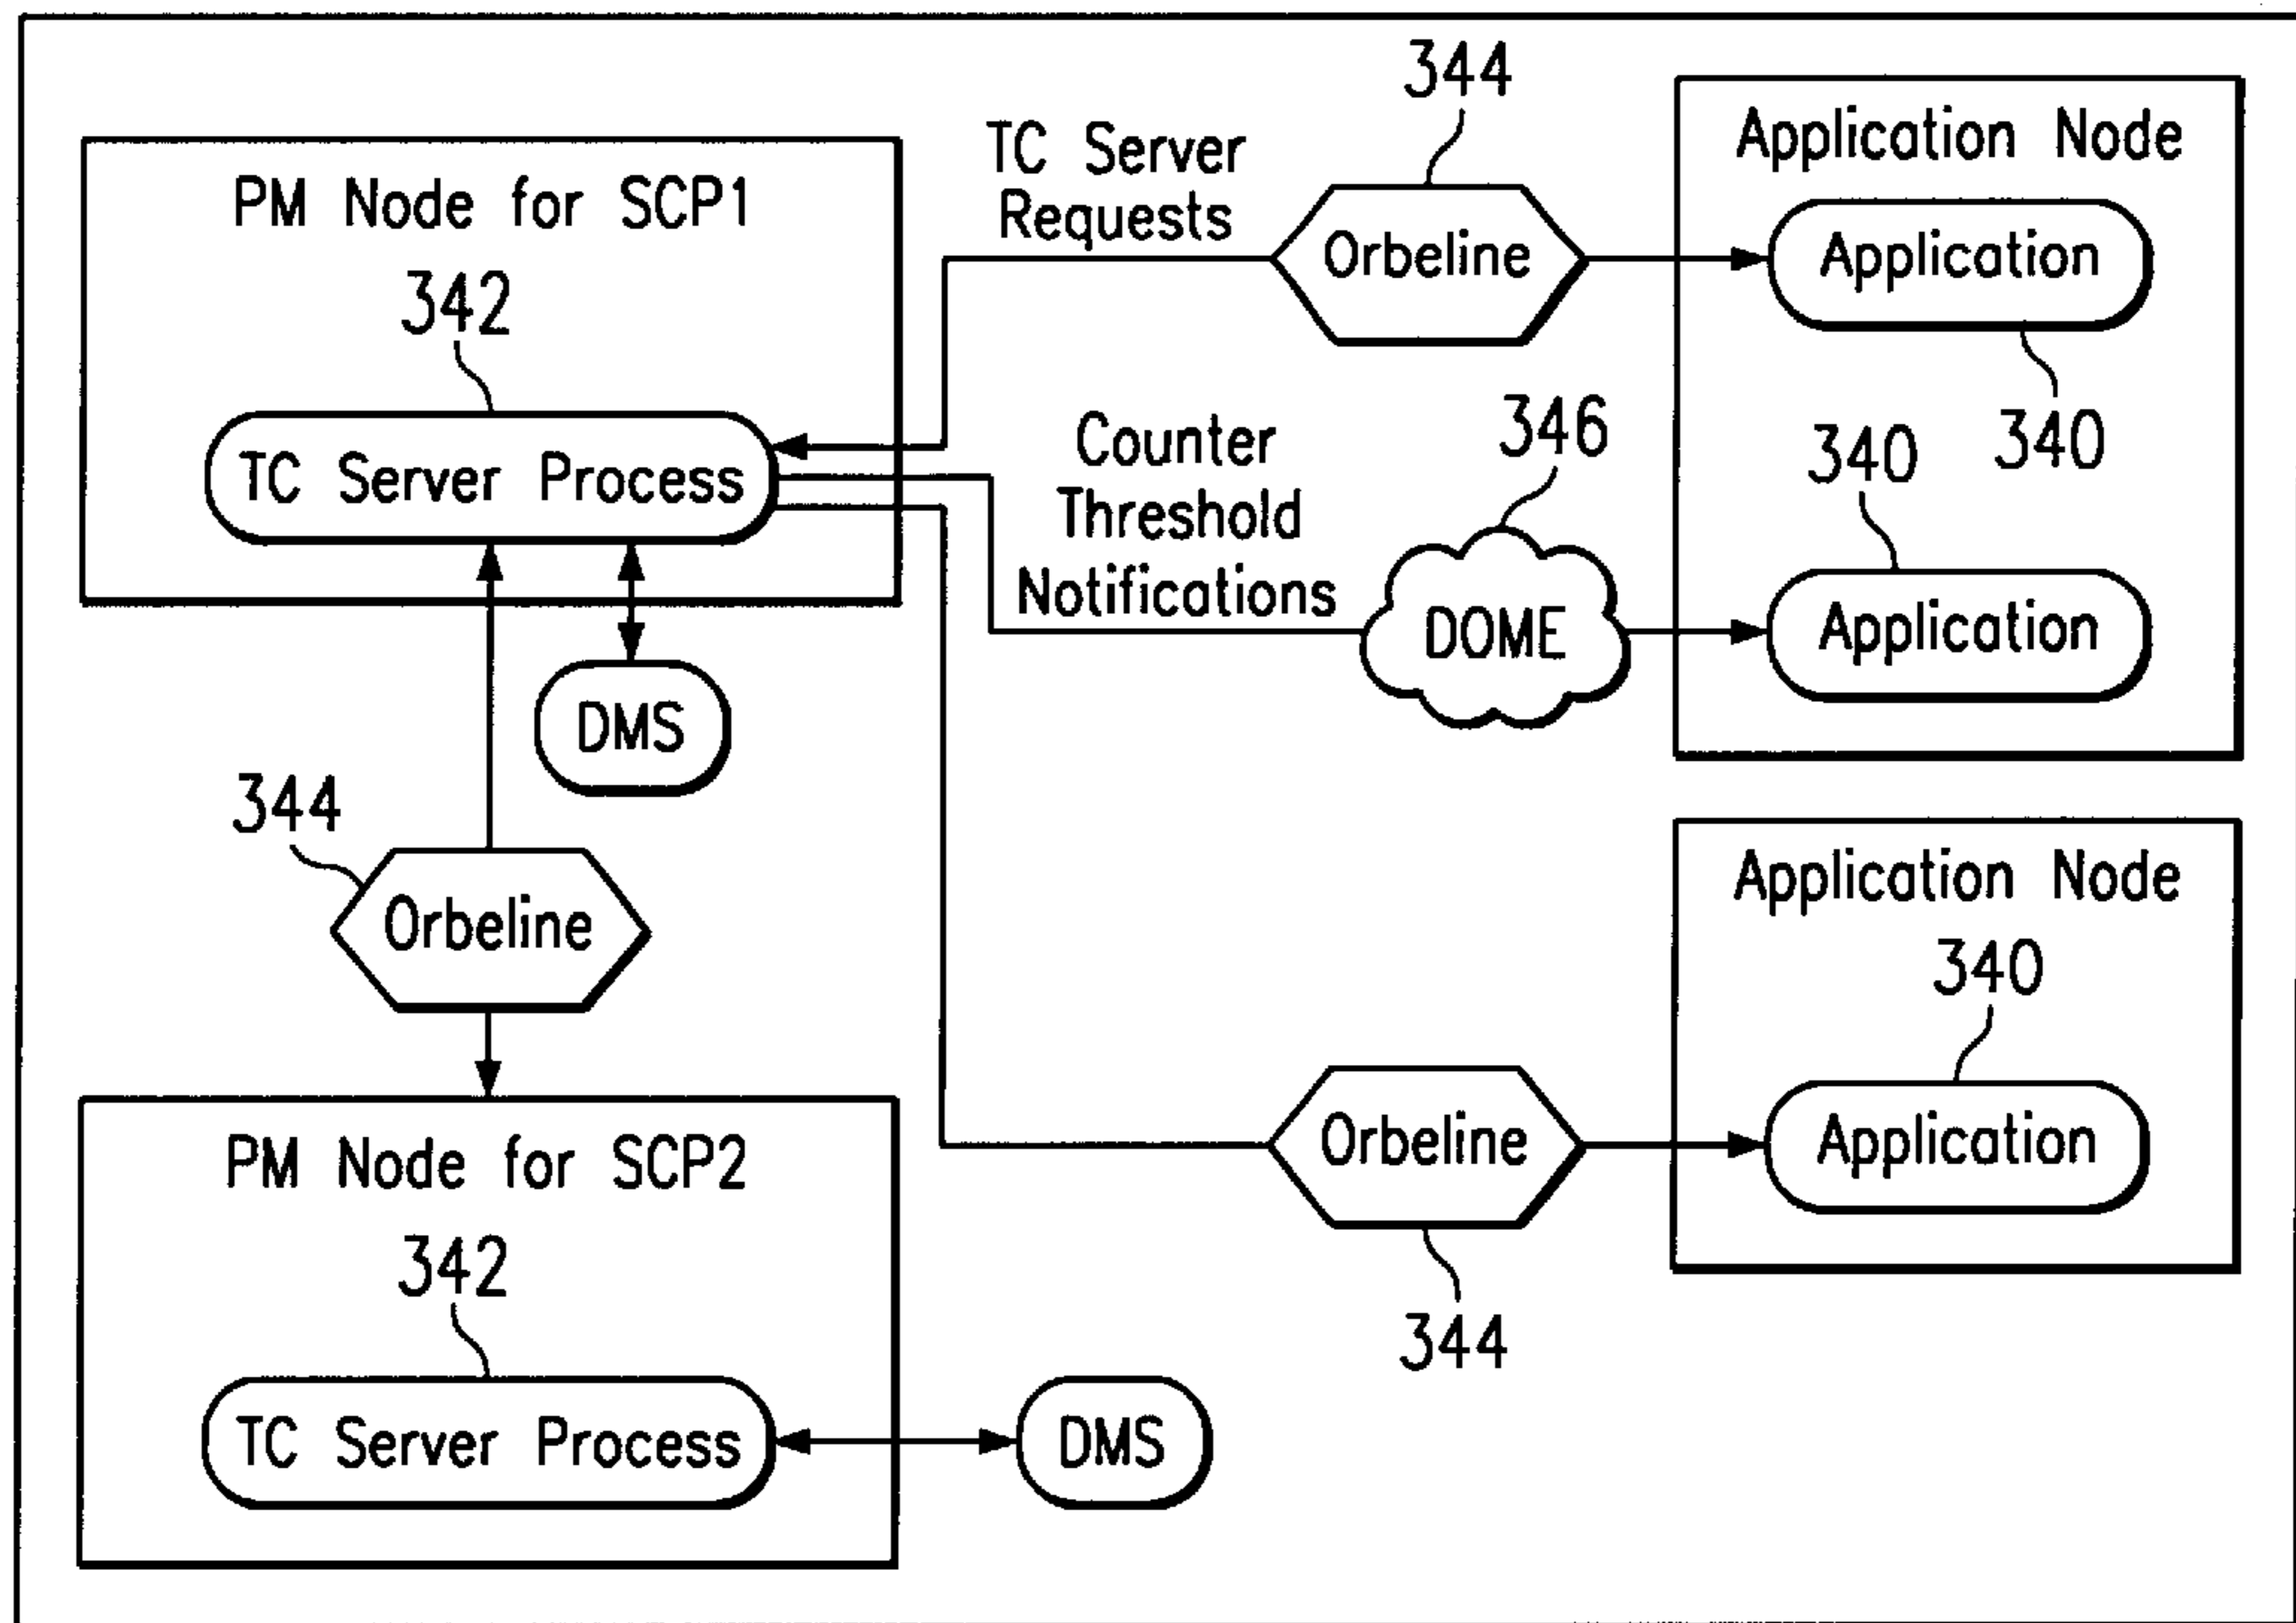 344
Application Node
TC Server
Requests
PM Node for SCP1
Orbeline
Application
342
346
340
340
Counter
Threshold
Notifications
TC Server Process
DOME
Application
DMS
344
Orbeline
Application Node
340
Orbeline
Application
PM Node for SCP2
342
344
TC Server Process
DMS